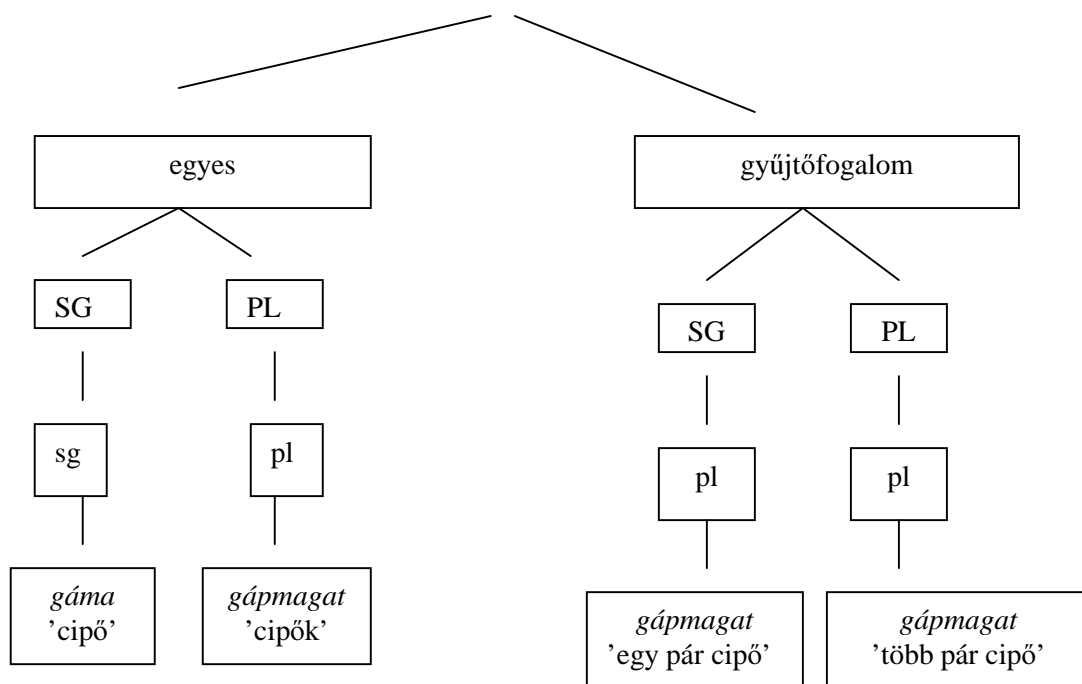 egyes
gyűjtőfogalom
SG
PL
SG
PL
sg
pl
pl
pl
gáma
’cipő’
gápmagat
’cipők’
gápmagat
’egy pár cipő’
gápmagat
’több pár cipő’